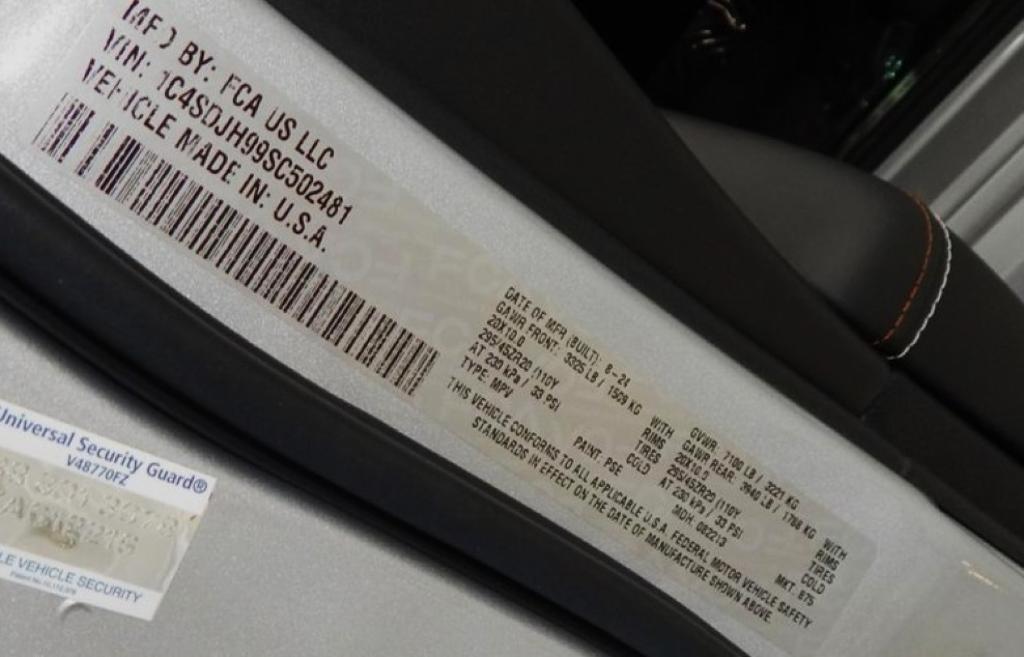 MFD BY: FCA US LLC
VIN: 1C4SDJH99SC502481
VEHICLE MADE IN: U.S.A.
DATE OF MFR (BUILT): 8-24 GVWR: 7100 LB / 3221 KG
GAWR FRONT: 3325 LB / 1529 KG WITH GAWR REAR: 3940 LB / 1788 KG WITH
20X10.0 RIMS 20X10.0 RIMS
295/45ZR20 /110Y TIRES 295/45ZR20 /110Y TIRES
AT 230 kPa / 33 PSI COLD AT 230 kPa / 33 PSI COLD
TYPE: MPV PAINT: PSE MDH: 082213 MKT: 875
THIS VEHICLE CONFORMS TO ALL APPLICABLE U.S.A. FEDERAL MOTOR VEHICLE SAFETY
STANDARDS IN EFFECT ON THE DATE OF MANUFACTURE SHOWN ABOVE.
Universal Security Guard®
V48770FZ
LE VEHICLE SECURITY